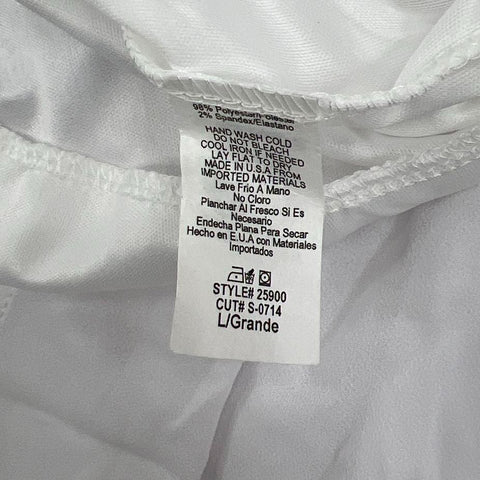 98% Polyester/Poliester
2% Spandex/Elastano
HAND WASH COLD
DO NOT BLEACH
COOL IRON IF NEEDED
LAY FLAT TO DRY
MADE IN U.S.A FROM
IMPORTED MATERIALS
Lave Frio A Mano
No Cloro
Planchar Al Fresco Si Es
Necesario
Endecha Plana Para Secar
Hecho en E.U.A con Materiales
Importados
STYLE# 25900
CUT# S-0714
L/Grande